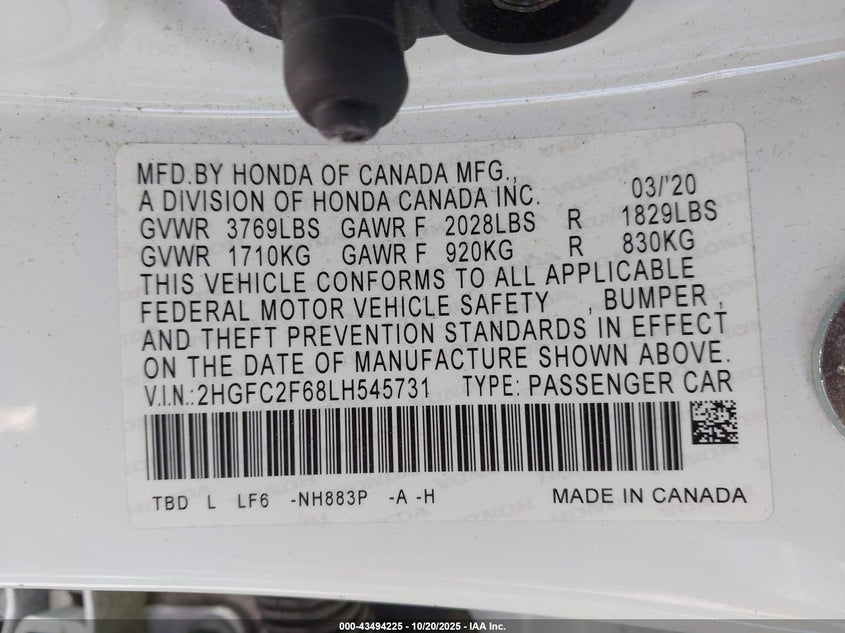 MFD.BY HONDA OF CANADA MFG.,
A DIVISION OF HONDA CANADA INC. 03/'20
GVWR 3769LBS GAWR F 2028LBS R 1829LBS
GVWR 1710KG GAWR F 920KG R 830KG
THIS VEHICLE CONFORMS TO ALL APPLICABLE
FEDERAL MOTOR VEHICLE SAFETY , BUMPER ,
AND THEFT PREVENTION STANDARDS IN EFFECT
ON THE DATE OF MANUFACTURE SHOWN ABOVE.
V.I.N.:2HGFC2F68LH545731 TYPE: PASSENGER CAR
TBD L LF6 -NH883P -A -H MADE IN CANADA
000-43494225 - 10/20/2025 - IAA Inc.